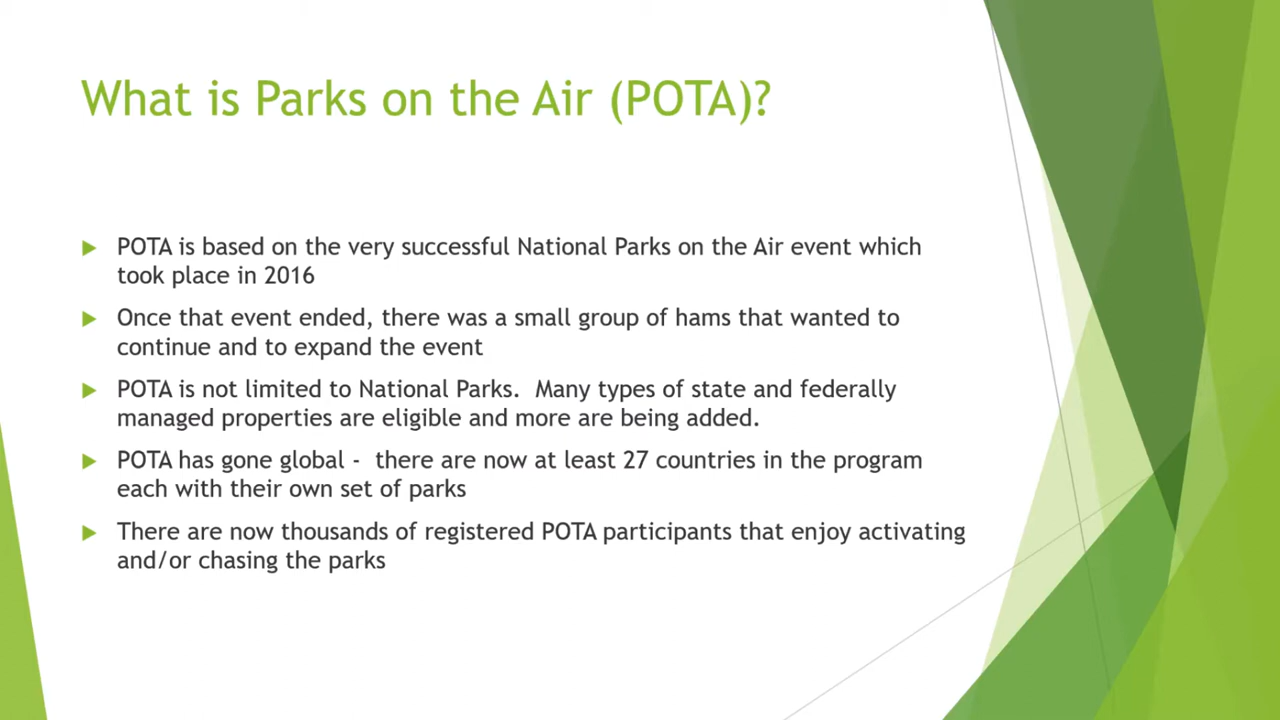 What is Parks on the Air (POTA)?
POTA is based on the very successful National Parks on the Air event which
took place in 2016
Once that event ended, there was a small group of hams that wanted to
continue and to expand the event
POTA is not limited to National Parks.  Many types of state and federally
managed properties are eligible and more are being added.
POTA has gone global -  there are now at least 27 countries in the program
each with their own set of parks
There are now thousands of registered POTA participants that enjoy activating
and/or chasing the parks